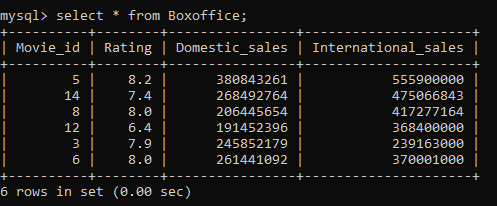 mysql> select * from Boxoffice;
+----------+--------+----------------+---------------------+
| Movie_id | Rating | Domestic_sales | International_sales |
+----------+--------+----------------+---------------------+
|        5 |    8.2 |      380843261 |           555900000 |
|       14 |    7.4 |      268492764 |           475066843 |
|        8 |    8.0 |      206445654 |           417277164 |
|       12 |    6.4 |      191452396 |           368400000 |
|        3 |    7.9 |      245852179 |           239163000 |
|        6 |    8.0 |      261441092 |           370001000 |
+----------+--------+----------------+---------------------+
6 rows in set (0.00 sec)